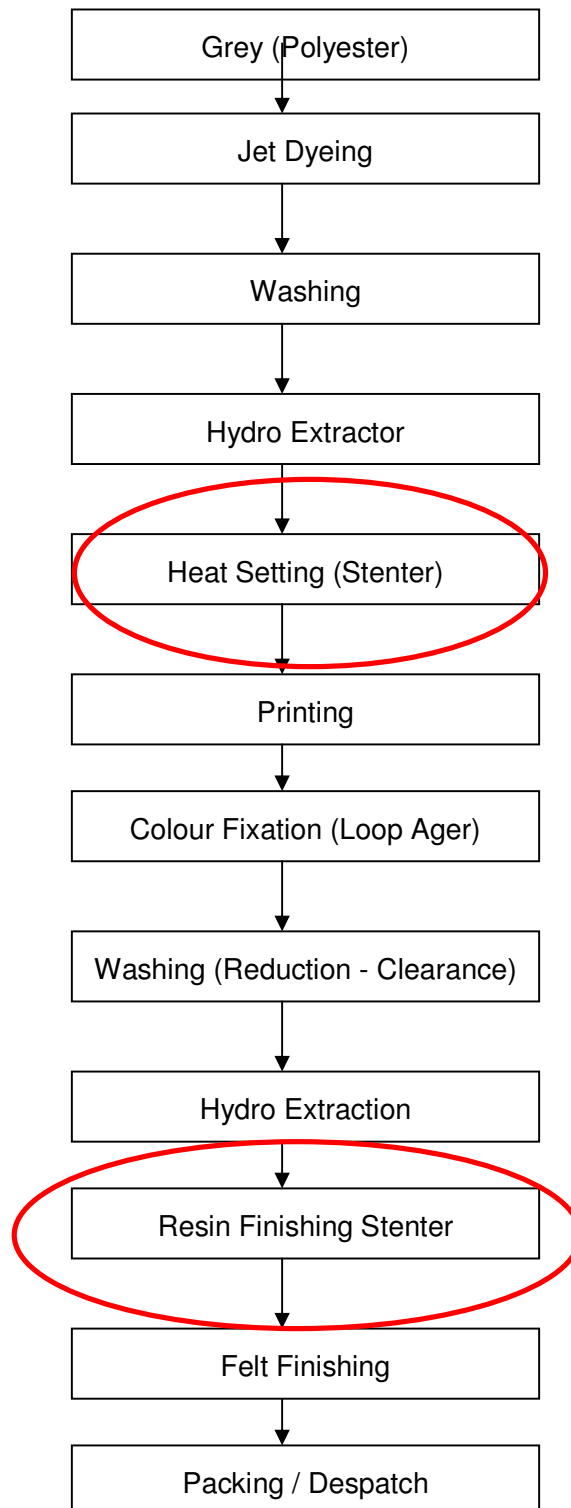 Grey (Polyester)
Jet Dyeing
Washing
Hydro Extractor
Heat Setting (Stenter)
Printing
Colour Fixation (Loop Ager)
Washing (Reduction - Clearance)
Hydro Extraction
Resin Finishing Stenter
Felt Finishing
Packing / Despatch